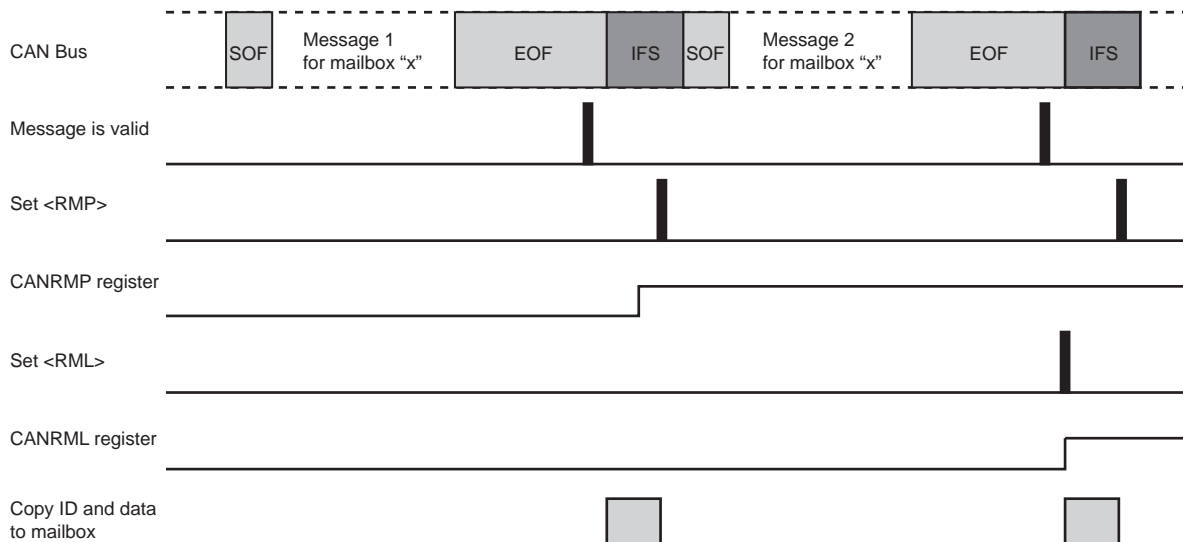 CAN Bus
SOF
Message 1
for mailbox “x”
EOF
IFS
SOF
Message 2
for mailbox “x”
EOF
IFS
Message is valid
Set <RMP>
CANRMP register
Set <RML>
CANRML register
Copy ID and data
to mailbox